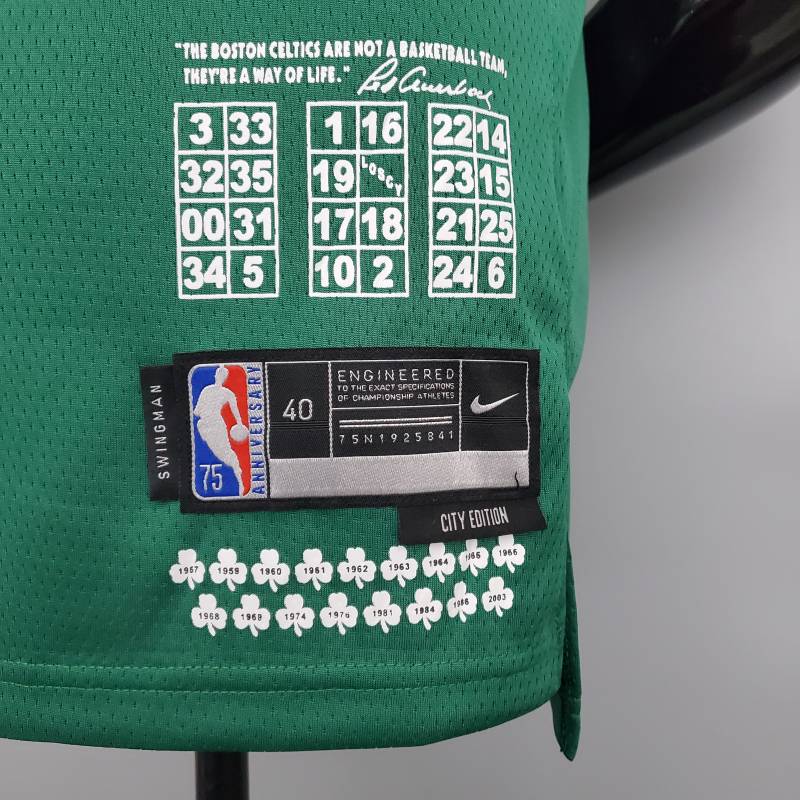 "THE BOSTON CELTICS ARE NOT A BASKETBALL TEAM,
THEY'RE A WAY OF LIFE." Red Auerbach
3 33 1 16 22 14
32 35 19 LOSCY 23 15
00 31 17 18 21 25
34 5 10 2 24 6
SWINGMAN
75
ANNIVERSARY
40
ENGINEERED
TO THE EXACT SPECIFICATIONS
OF CHAMPIONSHIP ATHLETES
75N1925841
CITY EDITION
1957 1959 1960 1961 1962 1963 1964 1965 1966
1968 1969 1974 1976 1981 1984 1986 2003